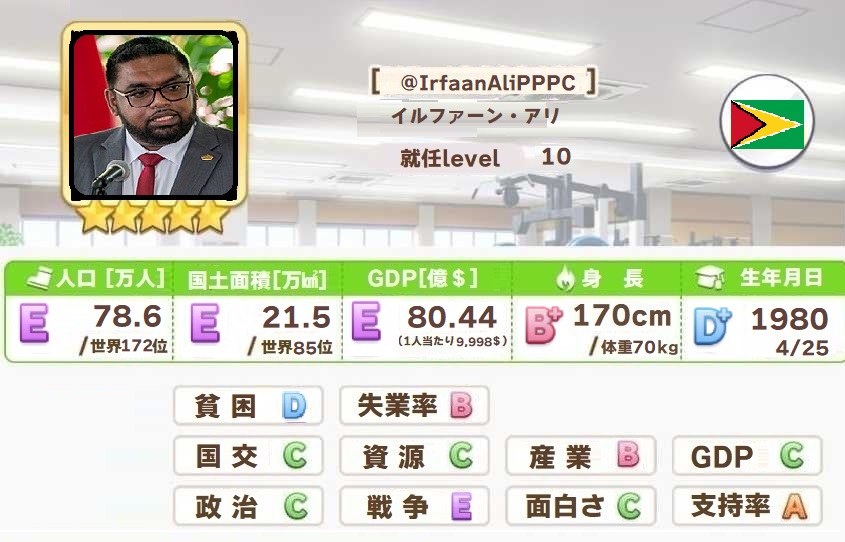 [ @IrfaanAliPPPC ]
イルファーン・アリ
就任level 10
人口 [万人] 国土面積[万㎢] GDP[億$] 身 長 生年月日
E 78.6 E 21.5 E 80.44 B+ 170cm D+ 1980
/世界172位 /世界85位 (1人当たり9,998$) /体重70kg 4/25
貧困 D 失業率 B
国交 C 資源 C 産業 B GDP C
政治 C 戦争 E 面白さ C 支持率 A